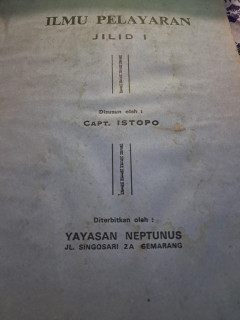 ILMU PELAYARAN
JILID I
Disusun oleh :
CAPT. ISTOPO
Diterbitkan oleh :
YAYASAN NEPTUNUS
JL. SINGOSARI 2A SEMARANG